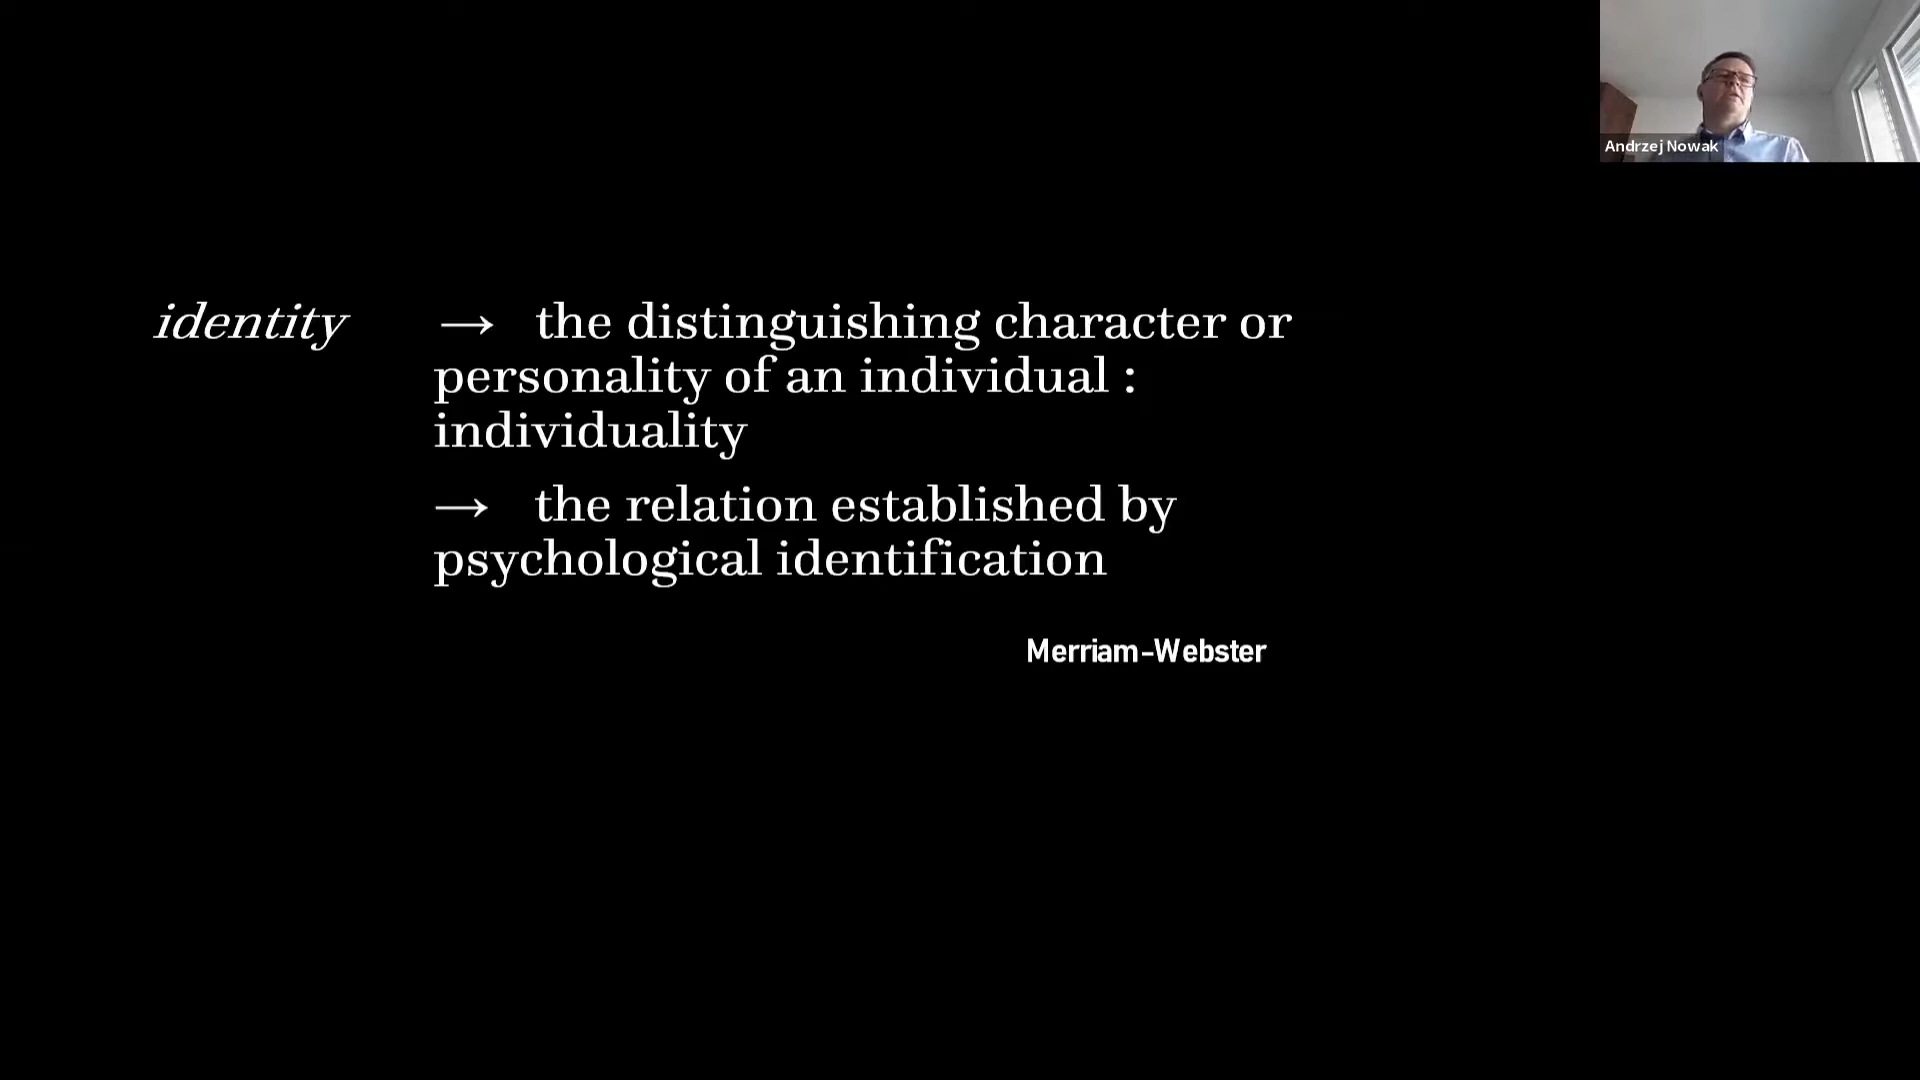 Andrzej Nowak
identity → the distinguishing character or
personality of an individual :
individuality
→ the relation established by
psychological identification
Merriam-Webster